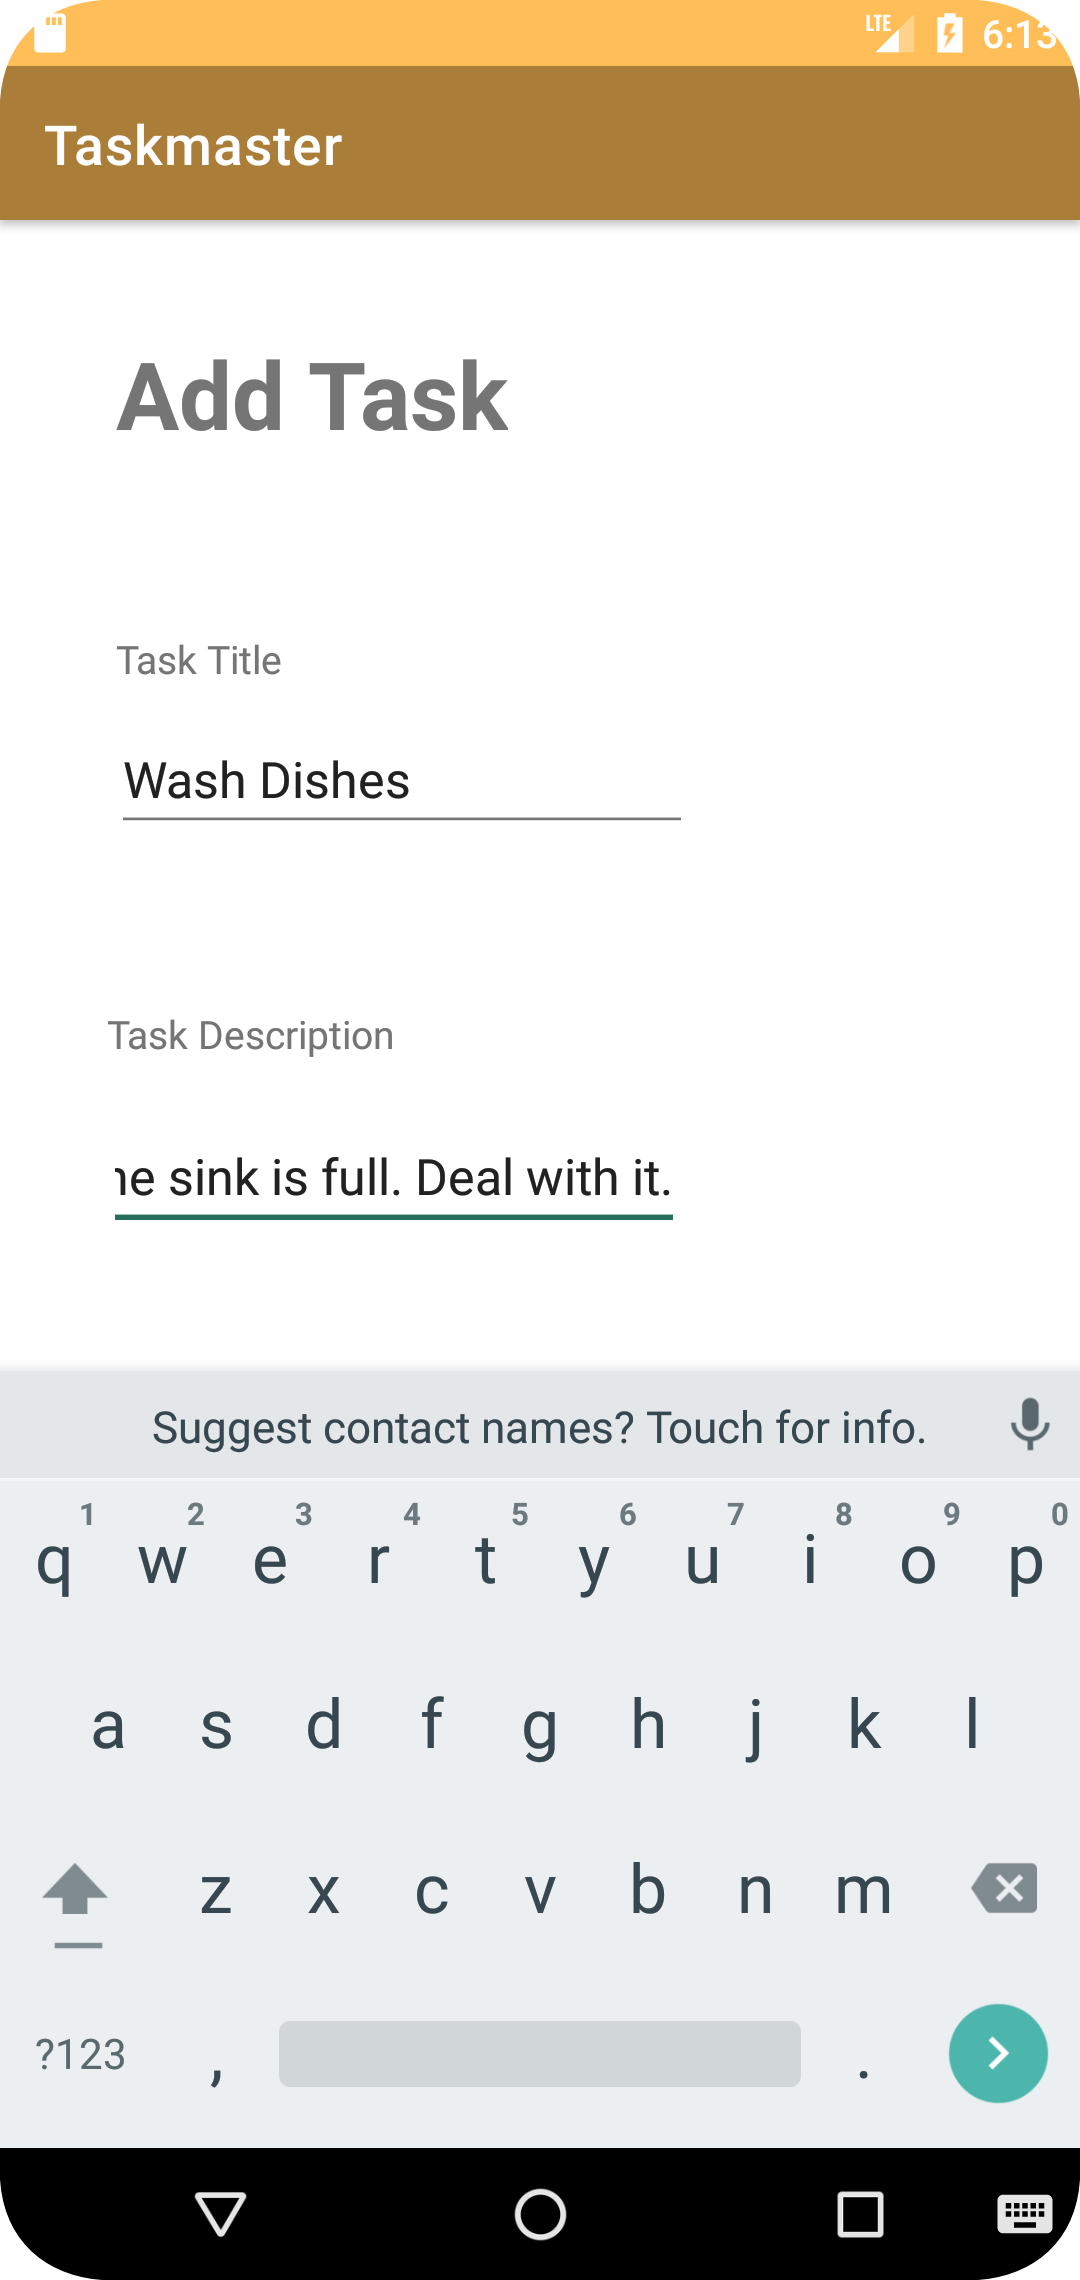 LTE 6:13
Taskmaster
Add Task
Task Title
Wash Dishes
Task Description
sink is full. Deal with it.
Suggest contact names? Touch for info.
1 2 3 4 5 6 7 8 9 0
q w e r t y u i o p
a s d f g h j k l
z x c v b n m
?123 , .